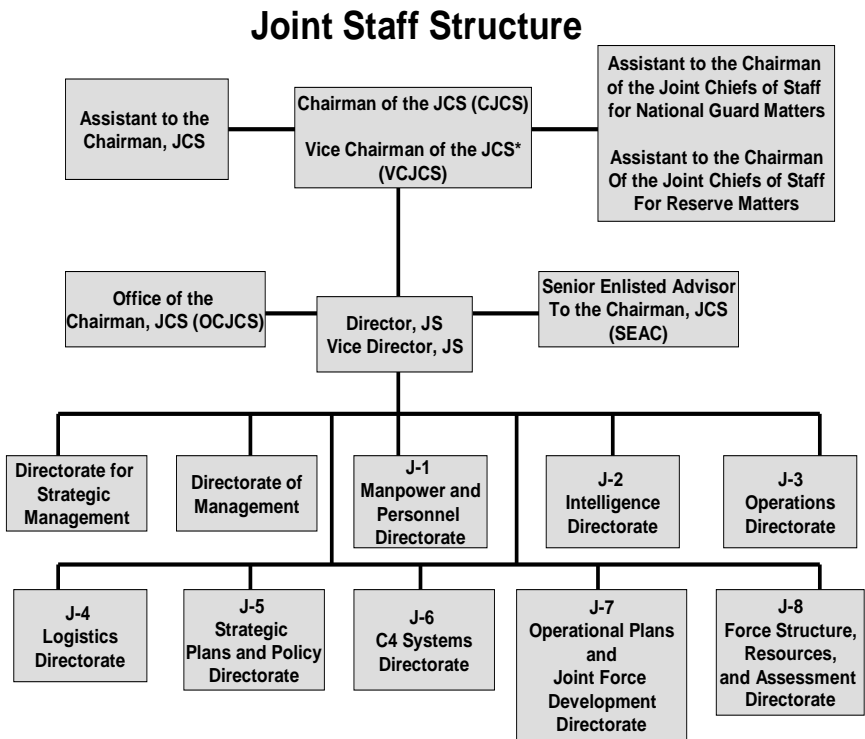 Joint Staff Structure
Assistant to the
Chairman, JCS
Chairman of the JCS (CJCS)
Vice Chairman of the JCS*
(VCJCS)
Assistant to the Chairman
of the Joint Chiefs of Staff
for National Guard Matters
Assistant to the Chairman
Of the Joint Chiefs of Staff
For Reserve Matters
Office of the
Chairman, JCS (OCJCS)
Director, JS
Vice Director, JS
Senior Enlisted Advisor
To the Chairman, JCS
(SEAC)
Directorate for
Strategic
Management
Directorate of
Management
J-1
Manpower and
Personnel
Directorate
J-2
Intelligence
Directorate
J-3
Operations
Directorate
J-4
Logistics
Directorate
J-5
Strategic
Plans and Policy
Directorate
J-6
C4 Systems
Directorate
J-7
Operational Plans
and
Joint Force
Development
Directorate
J-8
Force Structure,
Resources,
and Assessment
Directorate